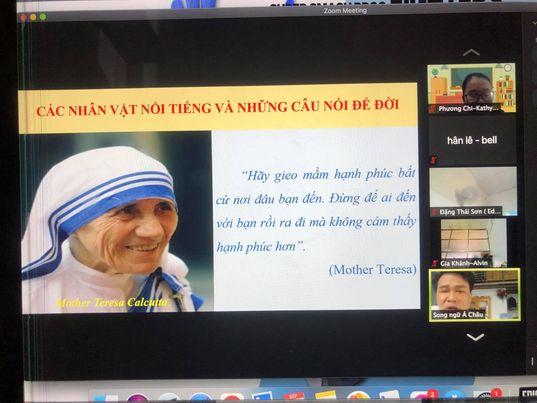 Zoom Meeting
CÁC NHÂN VẬT NỔI TIẾNG VÀ NHỮNG CÂU NÓI ĐỂ ĐỜI
“Hãy gieo mầm hạnh phúc bất
cứ nơi đâu bạn đến. Đừng để ai đến
với bạn rồi ra đi mà không cảm thấy
hạnh phúc hơn”.
(Mother Teresa)
Mother Teresa Calcutta
Phương Chi-Kathy...
hân lê - bell
Đặng Thái Sơn ( Ed...
Gia Khánh-Alvin
Song ngữ Á Châu
SEP